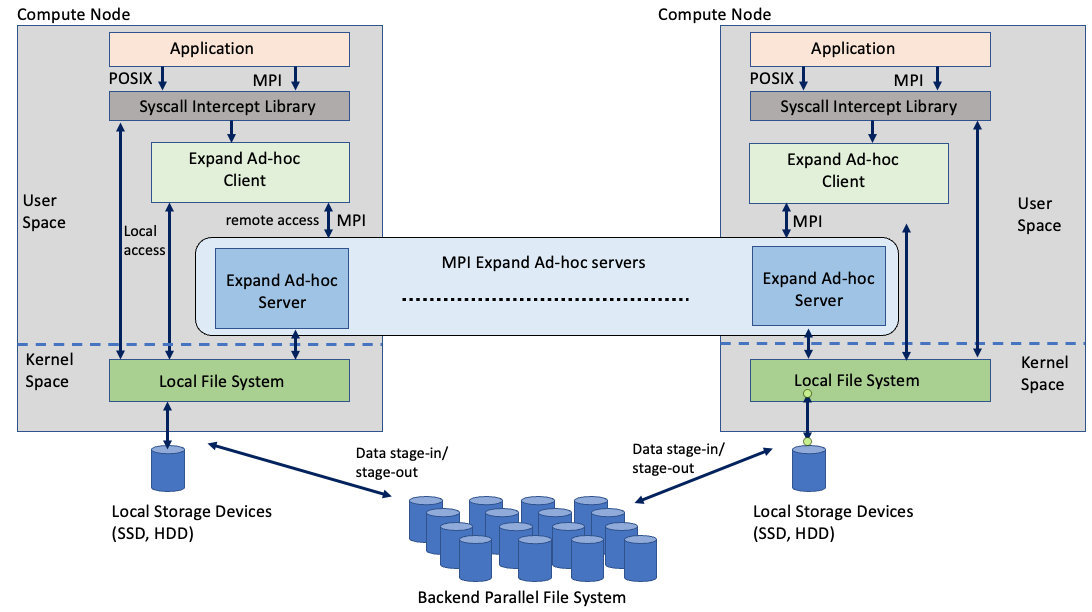 Compute Node
Compute Node
Application
Application
POSIX
MPI
POSIX
MPI
Syscall Intercept Library
Syscall Intercept Library
Expand Ad-hoc
Client
Expand Ad-hoc
Client
User
Space
User
Space
Local
access
remote access
MPI
MPI
MPI Expand Ad-hoc servers
Expand Ad-hoc
Server
Expand Ad-hoc
Server
Kernel
Space
Kernel
Space
Local File System
Local File System
Data stage-in/
stage-out
Data stage-in/
stage-out
Local Storage Devices
(SSD, HDD)
Local Storage Devices
(SSD, HDD)
Backend Parallel File System